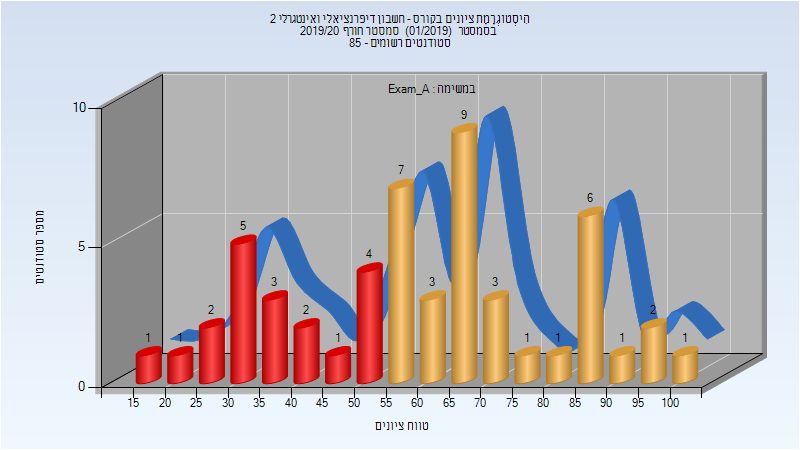 היסטוגרמת ציונים בקורס - חשבון דיפרנציאלי ואינטגרלי 2
בסמסטר (01/2019) סמסטר חורף 2019/20
סטודנטים רשומים - 85
במשימה : Exam_A
10
5
0
מספר סטודנטים
1 1 2 5 3 2 1 4 7 3 9 3 1 1 6 1 2 1
15 20 25 30 35 40 45 50 55 60 65 70 75 80 85 90 95 100
טווח ציונים